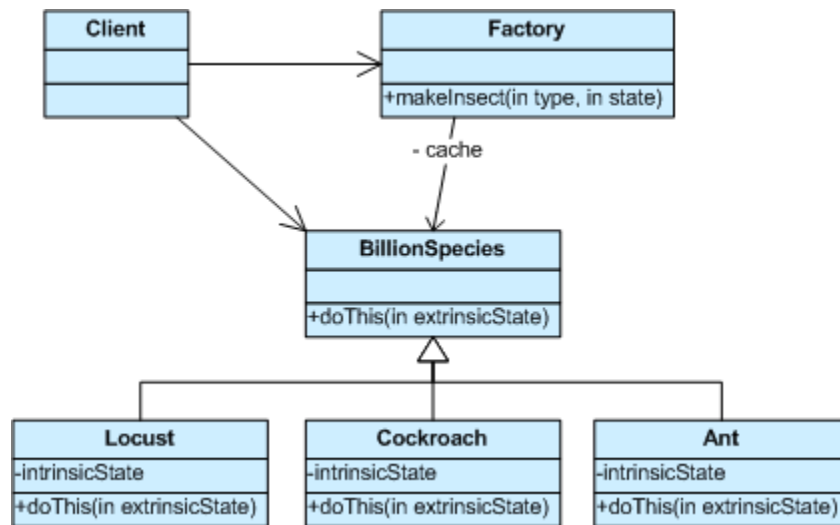 Client
Factory
+makeInsect(in type, in state)
- cache
BillionSpecies
+doThis(in extrinsicState)
Locust
-intrinsicState
+doThis(in extrinsicState)
Cockroach
-intrinsicState
+doThis(in extrinsicState)
Ant
-intrinsicState
+doThis(in extrinsicState)